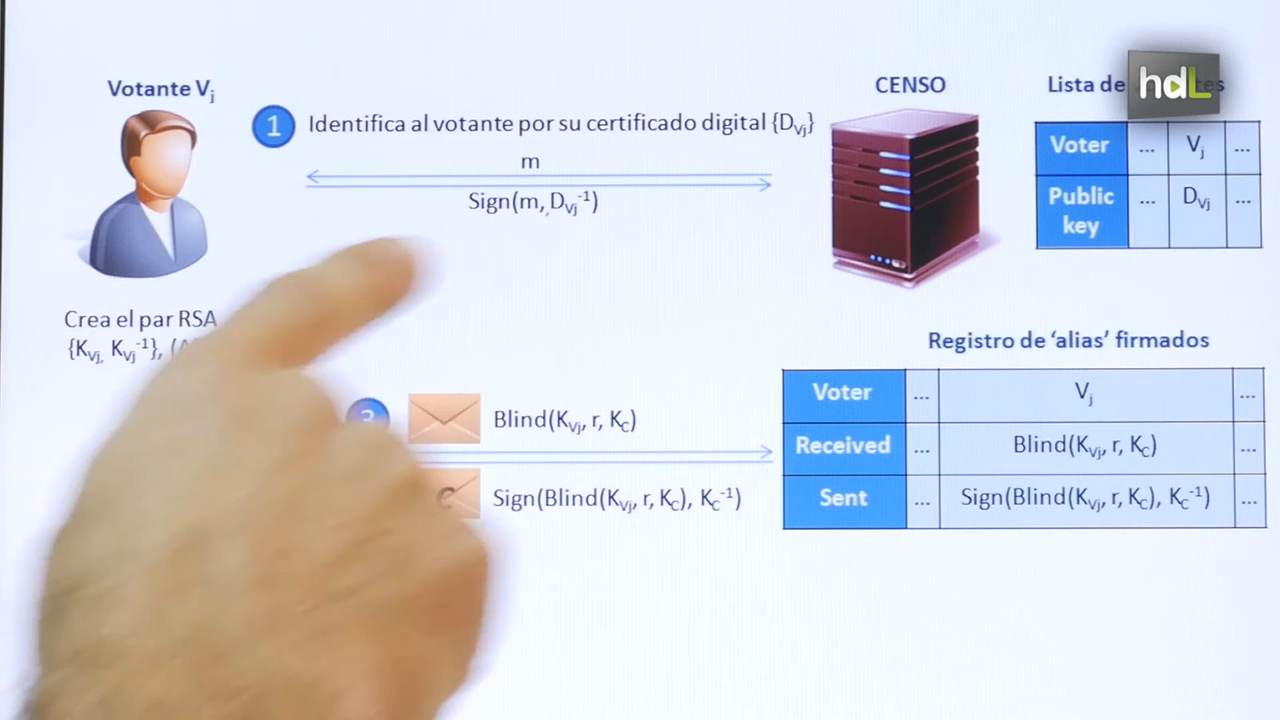 Votante Vj
1
Identifica al votante por su certificado digital {DVj}
m
Sign(m, DVj⁻¹)
CENSO
Lista de
hdL
Voter ... Vj ...
Public key ... DVj ...
Crea el par RSA
{KVj, KVj⁻¹}, (
3
Blind(KVj, r, KC)
C
Sign(Blind(KVj, r, KC), KC⁻¹)
Registro de ‘alias’ firmados
Voter ... Vj ...
Received ... Blind(KVj, r, KC) ...
Sent ... Sign(Blind(KVj, r, KC), KC⁻¹) ...